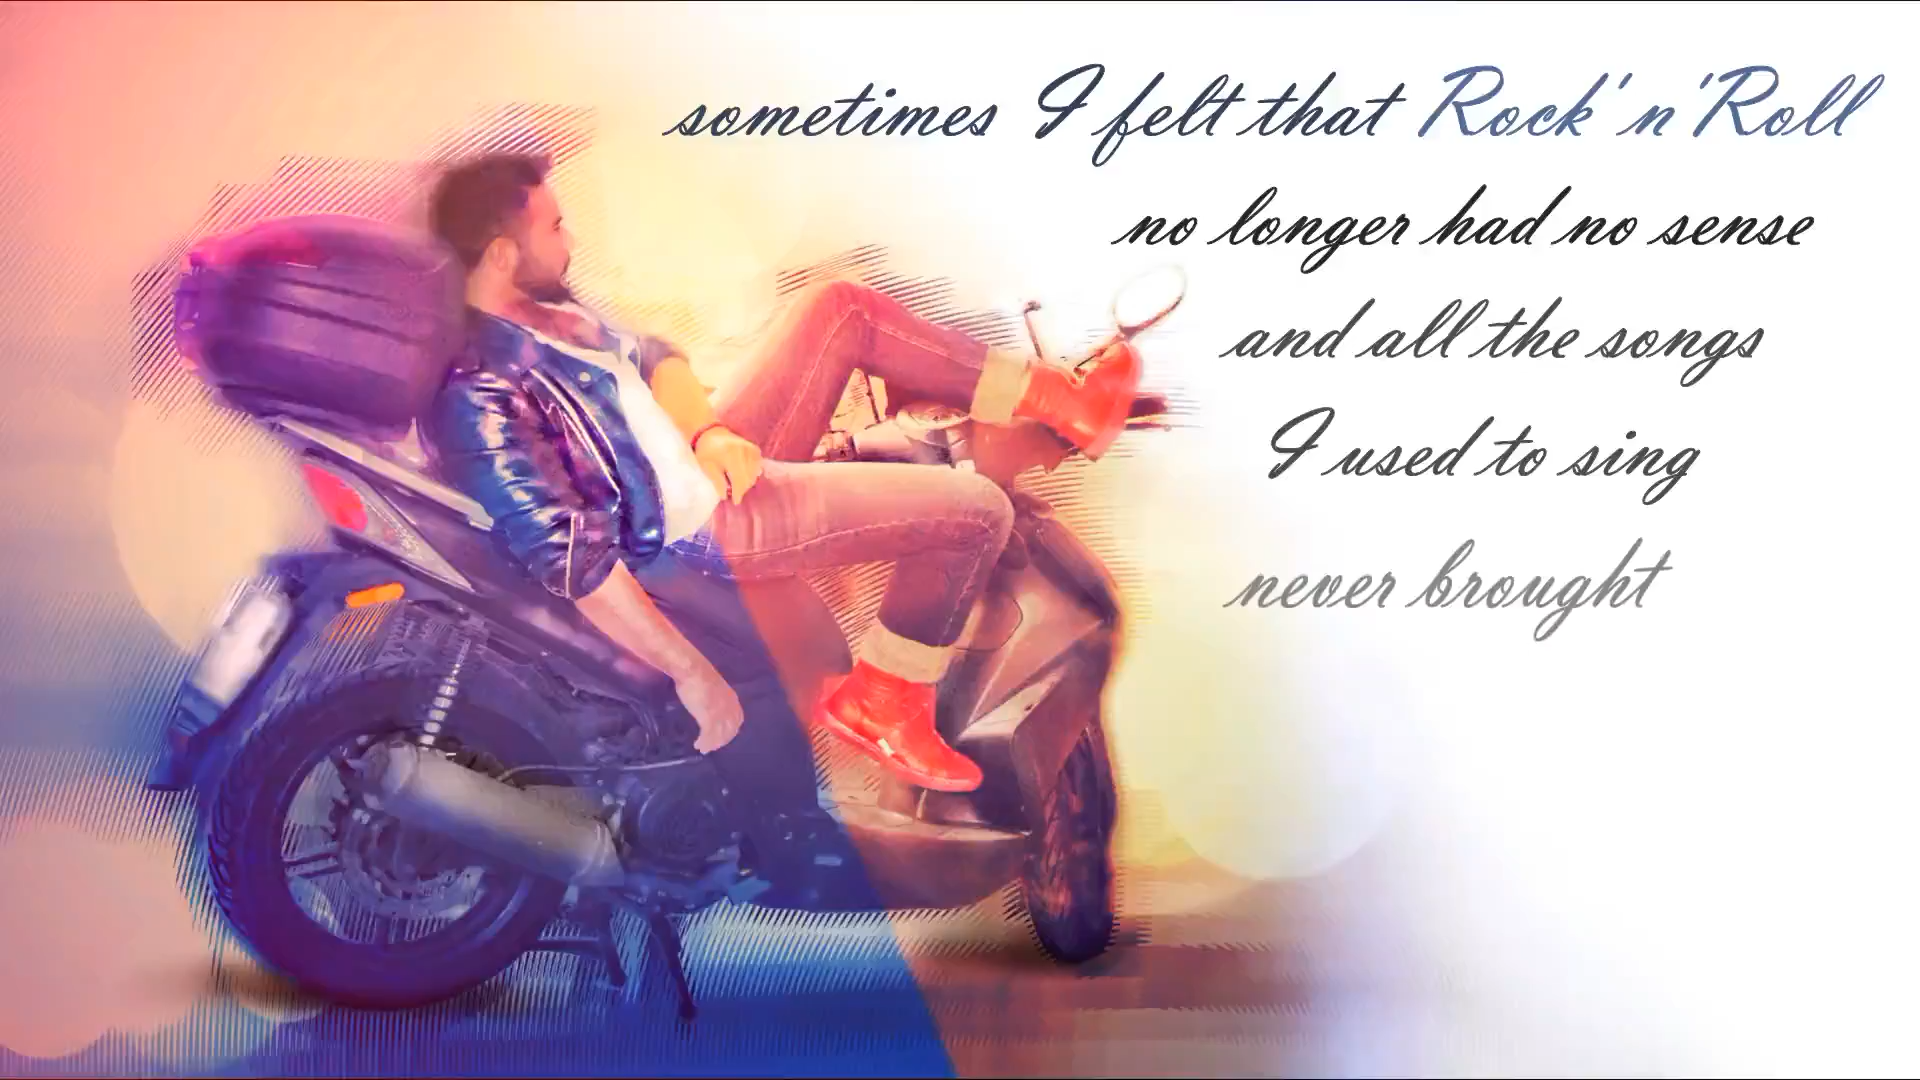 sometimes I felt that Rock'n'Roll
no longer had no sense
and all the songs
I used to sing
never brought